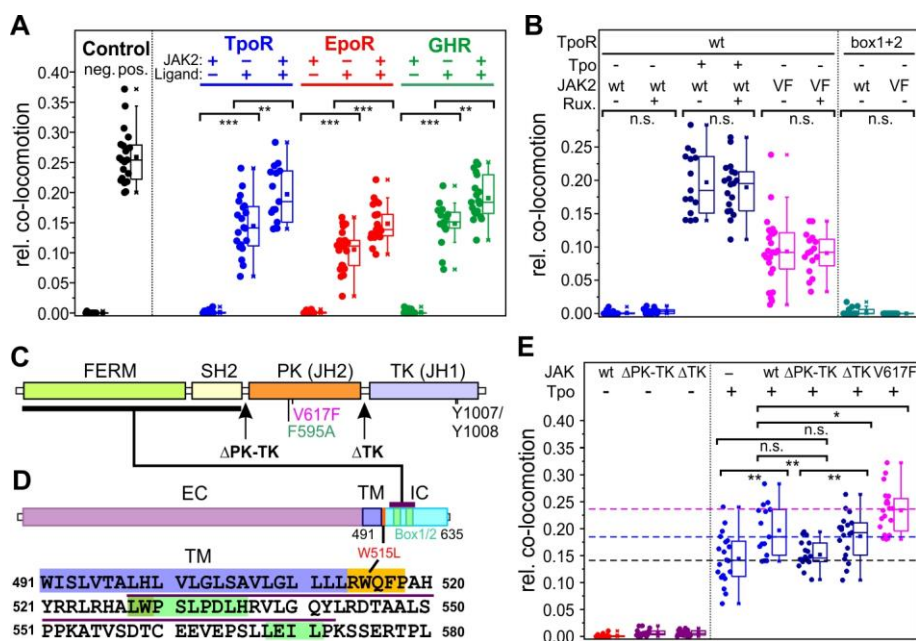 A
Control
neg. pos.
TpoR EpoR GHR
JAK2: + – + + – + + – +
Ligand: – + + – + + – + +
** *** **
*** *** ***
rel. co-locomotion
0.40
0.35
0.30
0.25
0.20
0.15
0.10
0.05
0.00
B
TpoR wt box1+2
Tpo - - + + - - - -
JAK2 wt wt wt wt VF VF wt VF
Rux. - + - + - + - -
n.s. n.s. n.s. n.s.
rel. co-locomotion
0.30
0.25
0.20
0.15
0.10
0.05
0.00
C
FERM SH2 PK (JH2) TK (JH1)
V617F
F595A
Y1007/
Y1008
ΔPK-TK ΔTK
D
EC TM IC
491 Box1/2 635
W515L
TM
491 WISLVTALHL VLGLSAVLGL LLLRWQFPAH 520
521 YRRLRHALWP SLPDLHRVLG QYLRDTAALS 550
551 PPKATVSDTC EEVEPSLLEI LPKSSERTPL 580
E
JAK wt ΔPK-TK ΔTK – wt ΔPK-TK ΔTK V617F
Tpo - - - + + + + +
*
n.s.
n.s.
**
** **
rel. co-locomotion
0.40
0.35
0.30
0.25
0.20
0.15
0.10
0.05
0.00